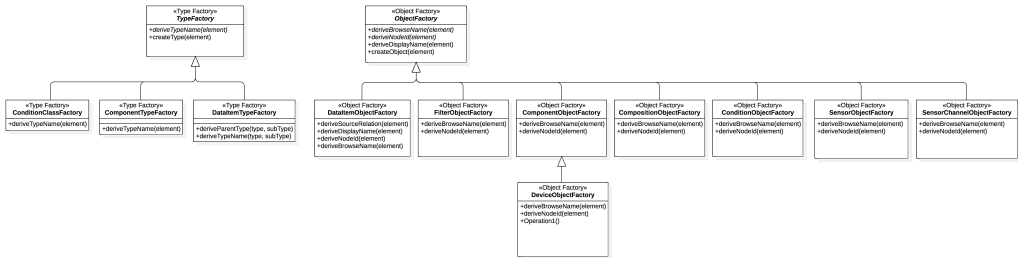 «Type Factory»
TypeFactory
+deriveTypeName(element)
+createType(element)
«Object Factory»
ObjectFactory
+deriveBrowseName(element)
+deriveNodeId(element)
+deriveDisplayName(element)
+createObject(element)
«Type Factory»
ConditionClassFactory
+deriveTypeName(element)
«Type Factory»
ComponentTypeFactory
+deriveTypeName(element)
«Type Factory»
DataItemTypeFactory
+deriveParentType(type, subType)
+deriveTypeName(type, subType)
«Object Factory»
DataItemObjectFactory
+deriveSourceRelation(element)
+deriveDisplayName(element)
+deriveNodeId(element)
+deriveBrowseName(element)
«Object Factory»
FilterObjectFactory
+deriveBrowseName(element)
+deriveNodeId(element)
«Object Factory»
ComponentObjectFactory
+deriveBrowseName(element)
+deriveNodeId(element)
«Object Factory»
CompositionObjectFactory
+deriveBrowseName(element)
+deriveNodeId(element)
«Object Factory»
ConditionObjectFactory
+deriveBrowseName(element)
+deriveNodeId(element)
«Object Factory»
SensorObjectFactory
+deriveBrowseName(element)
+deriveNodeId(element)
«Object Factory»
SensorChannelObjectFactory
+deriveBrowseName(element)
+deriveNodeId(element)
«Object Factory»
DeviceObjectFactory
+deriveBrowseName(element)
+deriveNodeId(element)
+Operation1()